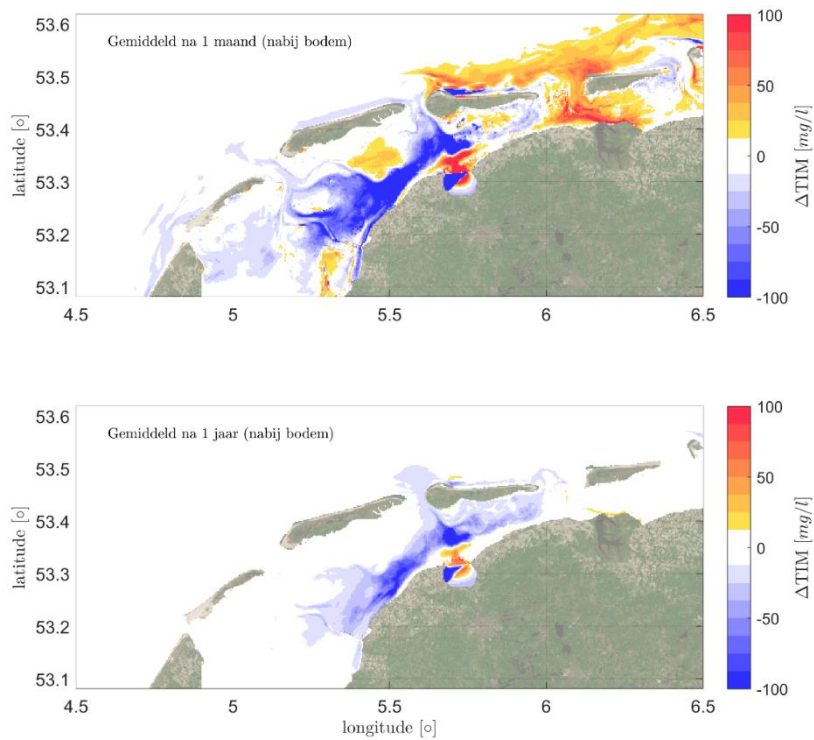 Gemiddeld na 1 maand (nabij bodem)
latitude [○]
53.6
53.5
53.4
53.3
53.2
53.1
4.5 5 5.5 6 6.5
100
50
0
-50
-100
ΔTIM [mg/l]
Gemiddeld na 1 jaar (nabij bodem)
latitude [○]
53.6
53.5
53.4
53.3
53.2
53.1
4.5 5 5.5 6 6.5
longitude [○]
100
50
0
-50
-100
ΔTIM [mg/l]